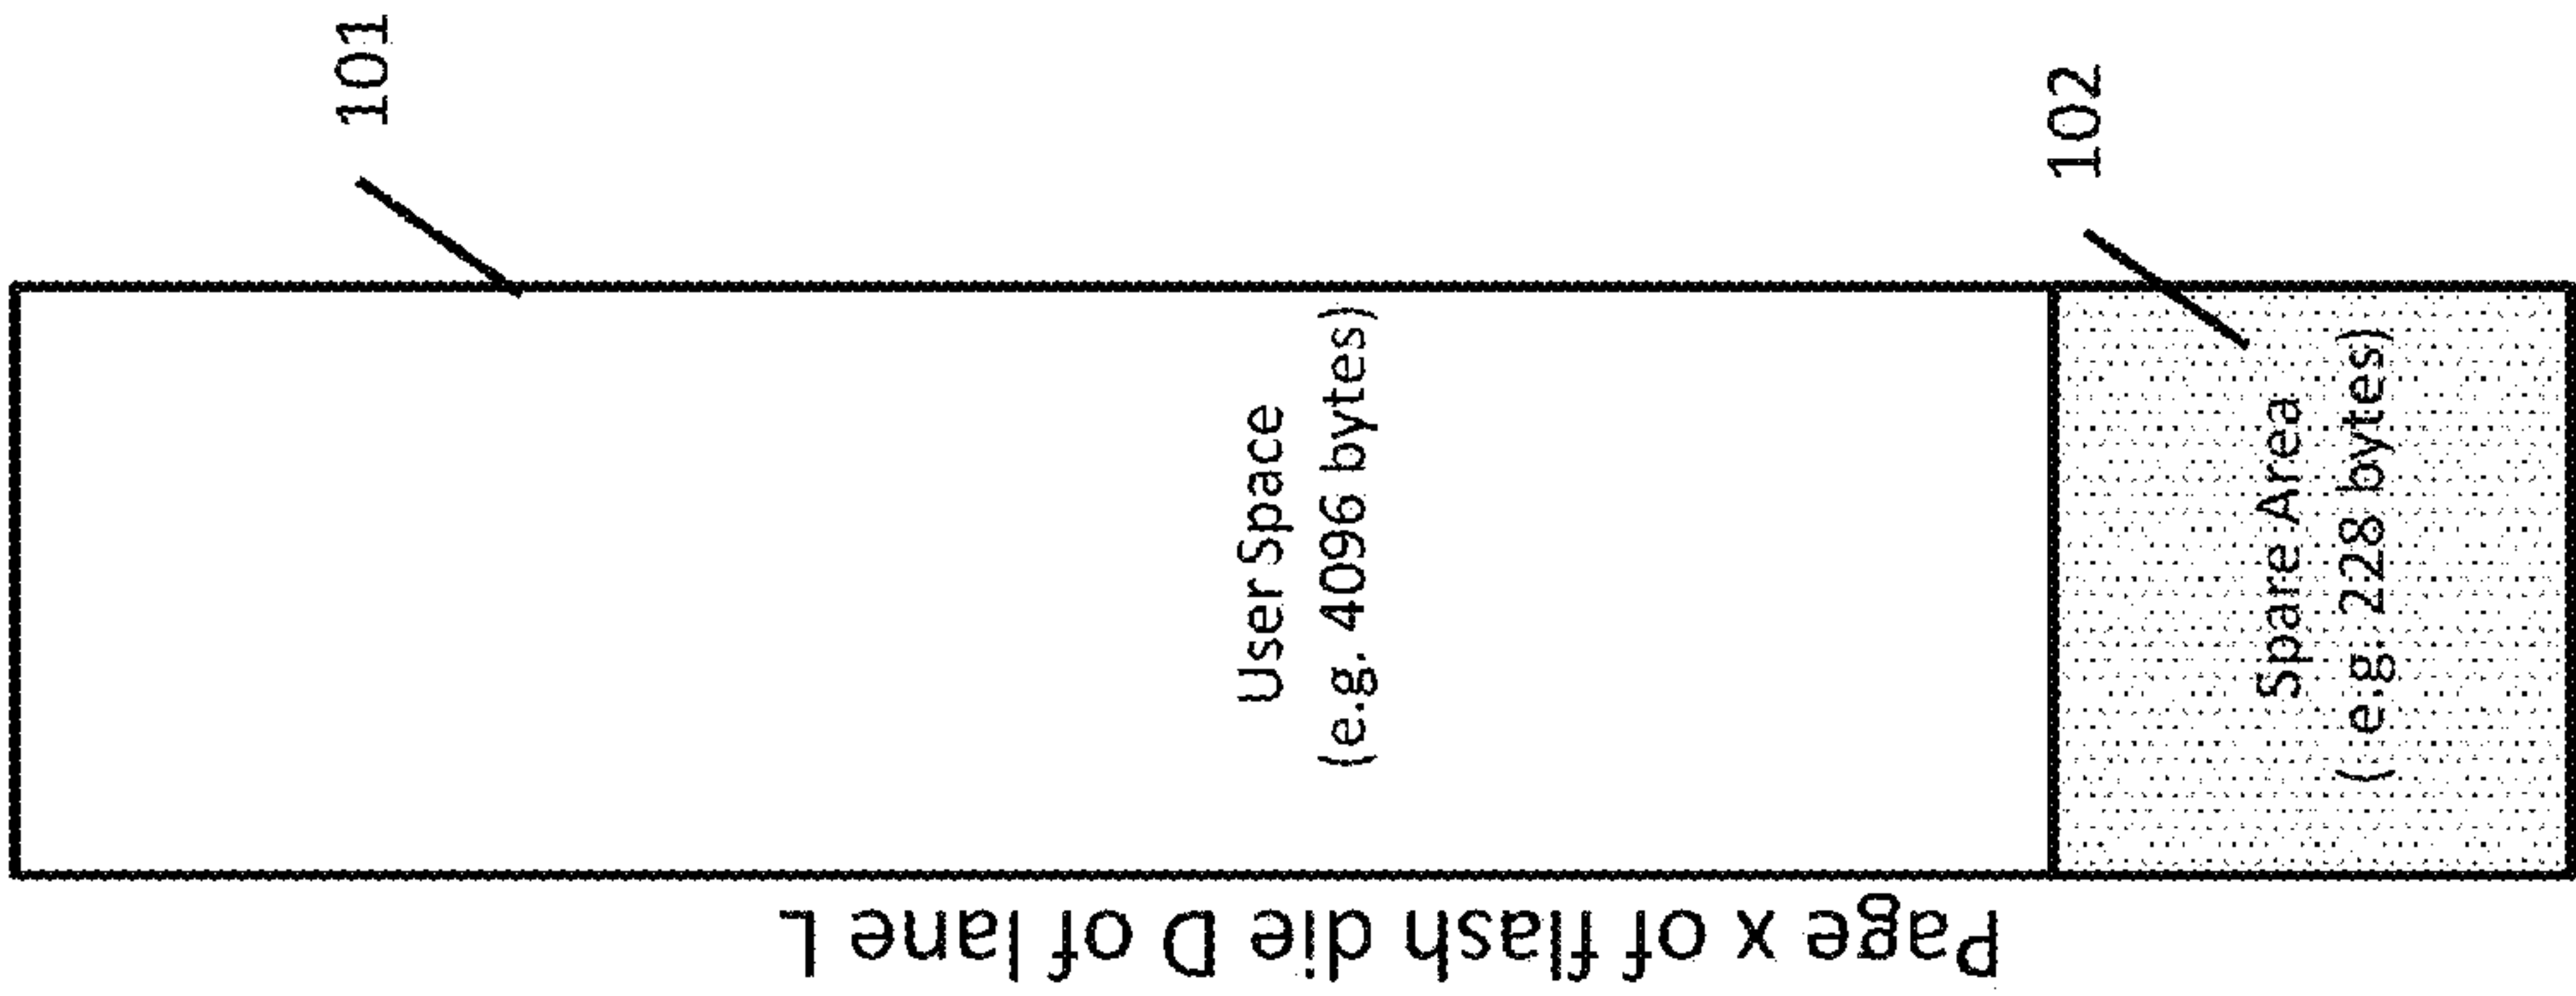 101
User Space
(e.g. 4096 bytes)
102
Spare Area
( e.g. 228 bytes)
Page x of flash die D of lane L